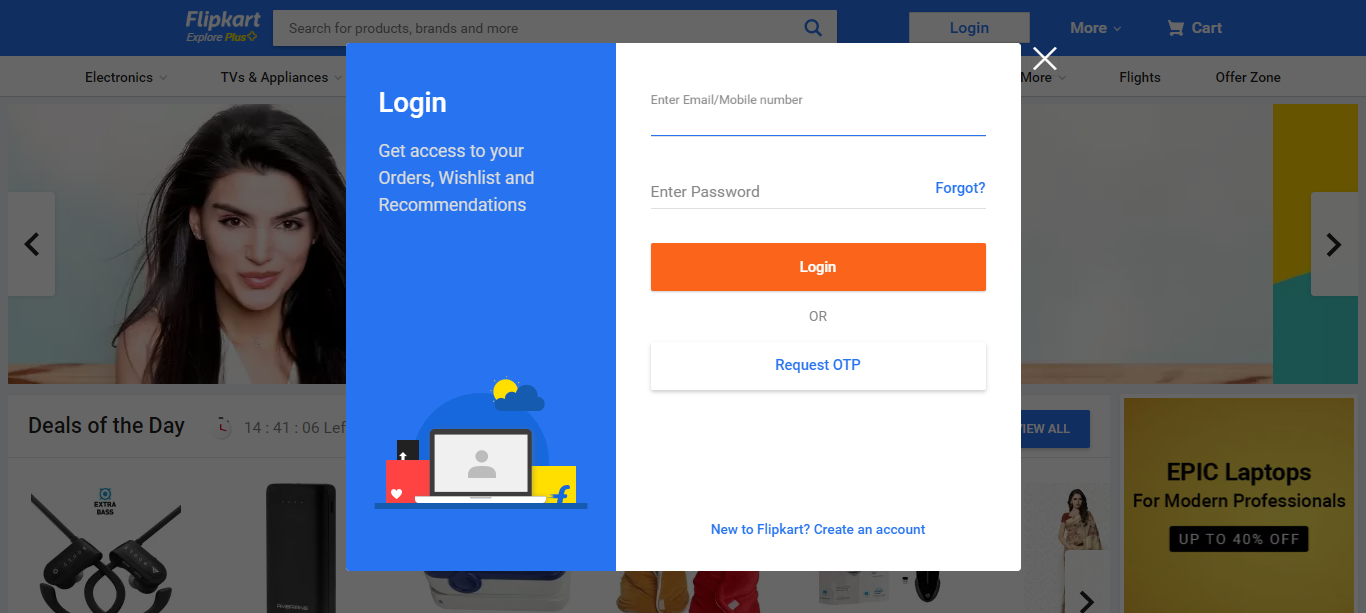 Flipkart
Explore Plus
Search for products, brands and more
Login
More
Cart
Electronics
TVs & Appliances
More
Flights
Offer Zone
Login
Get access to your
Orders, Wishlist and
Recommendations
Enter Email/Mobile number
Enter Password
Forgot?
Login
OR
Request OTP
New to Flipkart? Create an account
Deals of the Day
14 : 41 : 06 Lef
VIEW ALL
EXTRA
BASS
EPIC Laptops
For Modern Professionals
UP TO 40% OFF
f